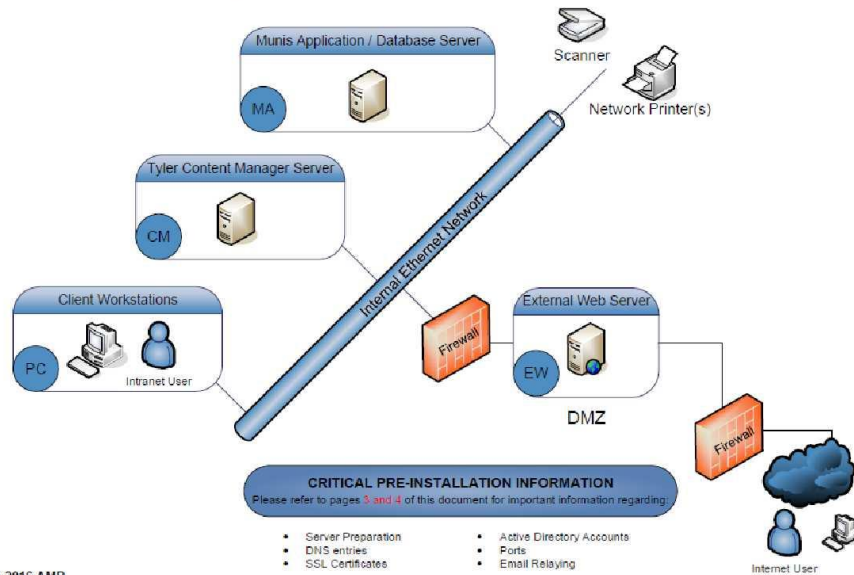 Munis Application / Database Server
MA
Scanner
Network Printer(s)
Tyler Content Manager Server
CM
Internal Ethernet Network
Client Workstations
PC
Intranet User
Firewall
External Web Server
EW
DMZ
Firewall
CRITICAL PRE-INSTALLATION INFORMATION
Please refer to pages 3 and 4 of this document for important information regarding:
• Server Preparation
• DNS entries
• SSL Certificates
• Active Directory Accounts
• Ports
• Email Relaying
Internet User